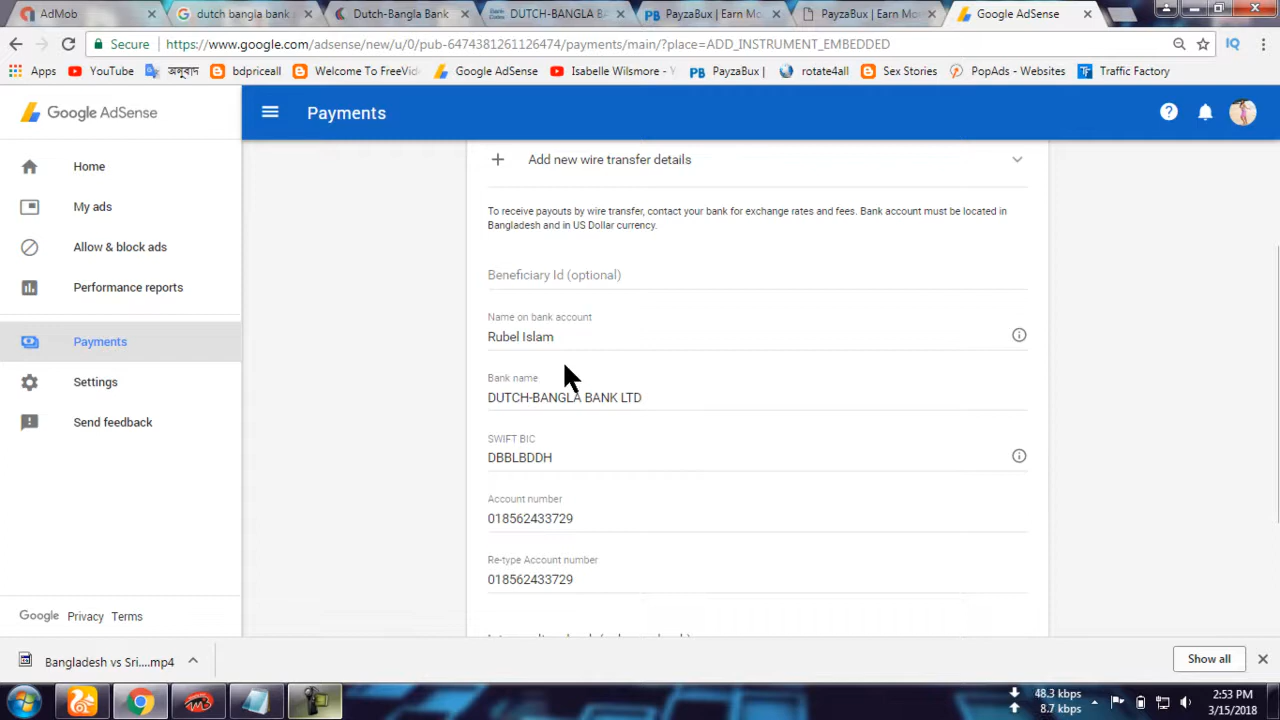 AdMob
dutch bangla bank
Dutch-Bangla Bank
DUTCH-BANGLA BA
PayzaBux | Earn Mo
PayzaBux | Earn Mo
Google AdSense
Secure
https://www.google.com/adsense/new/u/0/pub-6474381261126474/payments/main/?place=ADD_INSTRUMENT_EMBEDDED
Apps
YouTube
অনুবাদ
bdpriceall
Welcome To FreeVid
Google AdSense
Isabelle Wilsmore - Y
PayzaBux |
rotate4all
Sex Stories
PopAds - Websites
Traffic Factory
Google AdSense
Payments
Home
My ads
Allow & block ads
Performance reports
Payments
Settings
Send feedback
Google Privacy Terms
Add new wire transfer details
To receive payouts by wire transfer, contact your bank for exchange rates and fees. Bank account must be located in
Bangladesh and in US Dollar currency.
Beneficiary Id (optional)
Name on bank account
Rubel Islam
Bank name
DUTCH-BANGLA BANK LTD
SWIFT BIC
DBBLBDDH
Account number
018562433729
Re-type Account number
018562433729
Bangladesh vs Sri....mp4
Show all
48.3 kbps
8.7 kbps
2:53 PM
3/15/2018